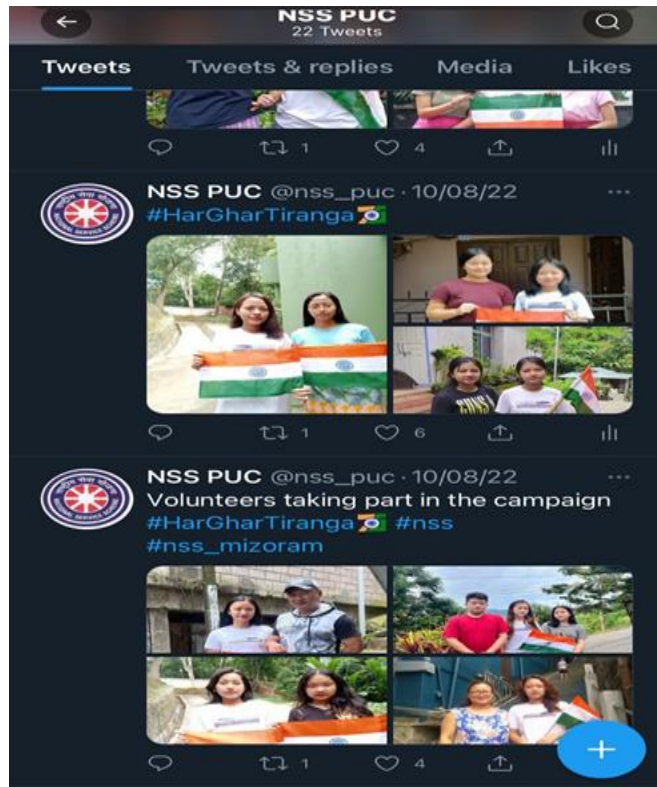 NSS PUC
22 Tweets
Tweets Tweets & replies Media Likes
1 4
NSS PUC @nss_puc · 10/08/22
#HarGharTiranga
1 6
NSS PUC @nss_puc · 10/08/22
Volunteers taking part in the campaign
#HarGharTiranga #nss
#nss_mizoram
1 4